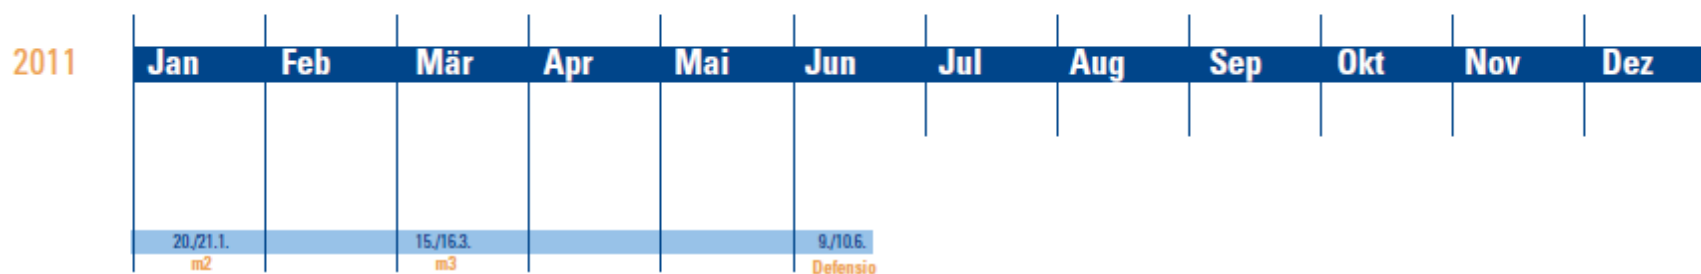 2011 Jan Feb Mär Apr Mai Jun Jul Aug Sep Okt Nov Dez
20./21.1. 15./16.3. 9./10.6.
m2 m3 Defensio